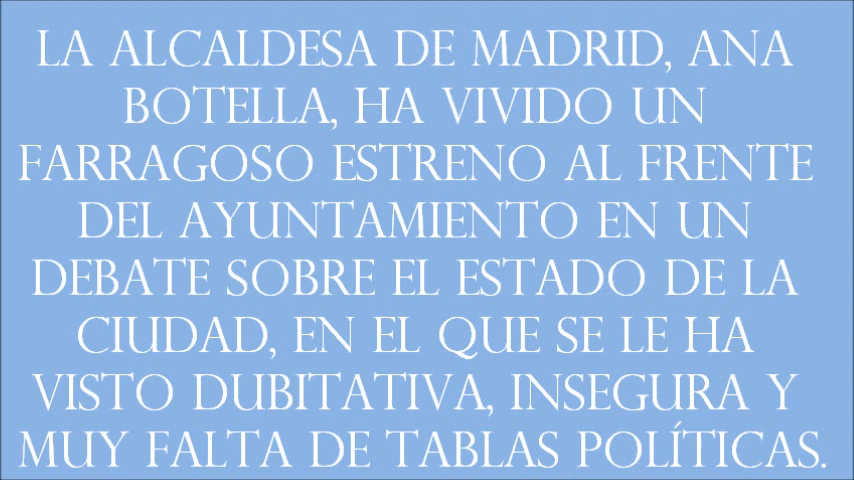 LA ALCALDESA DE MADRID, ANA
BOTELLA, HA VIVIDO UN
FARRAGOSO ESTRENO AL FRENTE
DEL AYUNTAMIENTO EN UN
DEBATE SOBRE EL ESTADO DE LA
CIUDAD, EN EL QUE SE LE HA
VISTO DUBITATIVA, INSEGURA Y
MUY FALTA DE TABLAS POLÍTICAS.